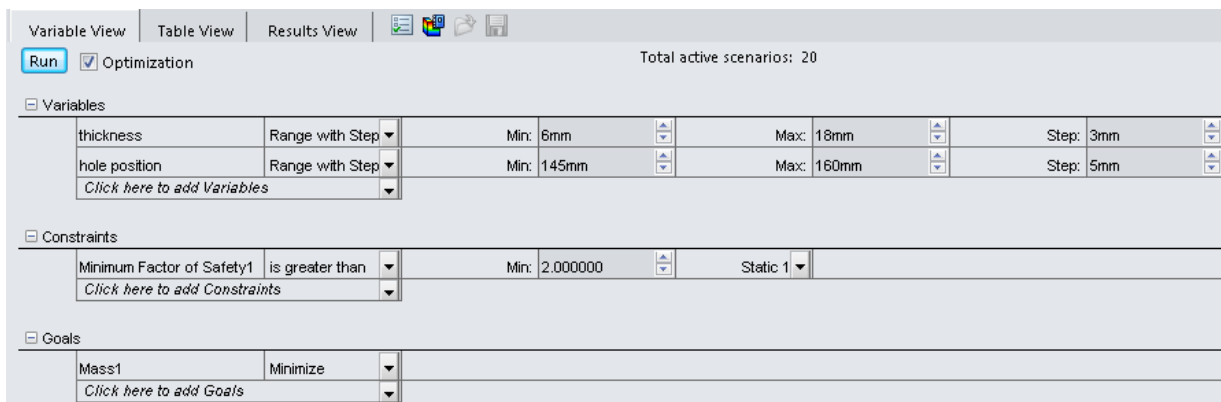 Variable View Table View Results View
Run Optimization Total active scenarios: 20
Variables
thickness Range with Step Min: 6mm Max: 18mm Step: 3mm
hole position Range with Step Min: 145mm Max: 160mm Step: 5mm
Click here to add Variables
Constraints
Minimum Factor of Safety1 is greater than Min: 2.000000 Static 1
Click here to add Constraints
Goals
Mass1 Minimize
Click here to add Goals